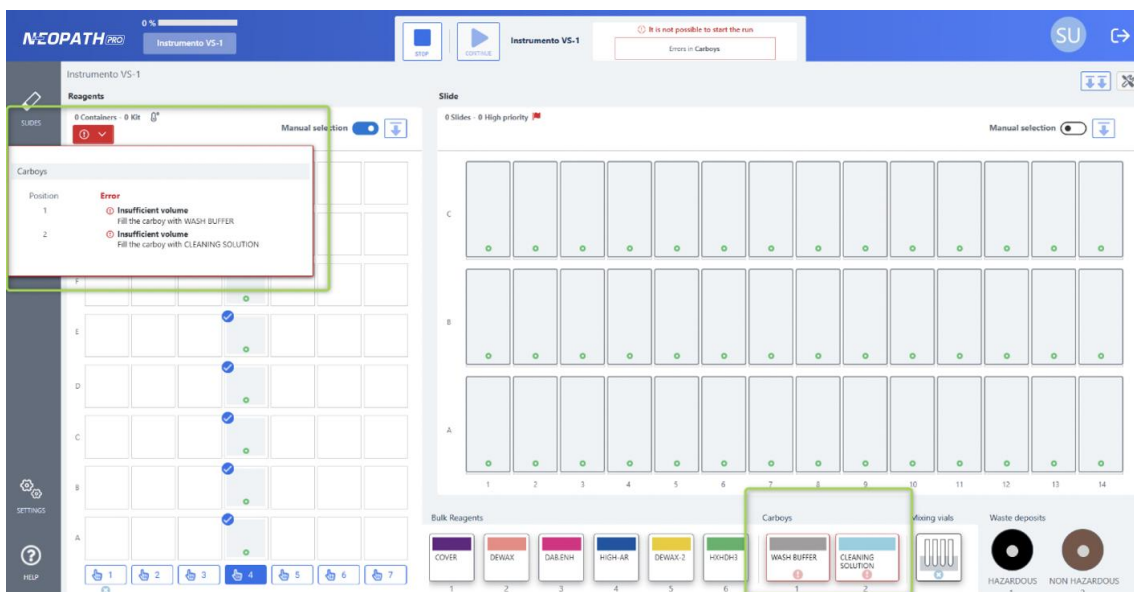 NEOPATH PRO
0 %
Instrumento VS-1
STOP
CONTINUE
Instrumento VS-1
It is not possible to start the run
Errors in Carboys
SU
SLIDES
SETTINGS
HELP
Instrumento VS-1
Reagents
0 Containers - 0 Kit
Manual selection
Carboys
Position Error
1 Insufficient volume
Fill the carboy with WASH BUFFER
2 Insufficient volume
Fill the carboy with CLEANING SOLUTION
F
E
D
C
B
A
1 2 3 4 5 6 7
Slide
0 Slides - 0 High priority
Manual selection
C
B
A
1 2 3 4 5 6 7 8 9 10 11 12 13 14
Bulk Reagents
COVER DEWAX DAB.ENH HIGH-AR DEWAX-2 HXHDH3
1 2 3 4 5 6
Carboys
WASH BUFFER
CLEANING
SOLUTION
1 2
Mixing vials
Waste deposits
HAZARDOUS NON HAZARDOUS